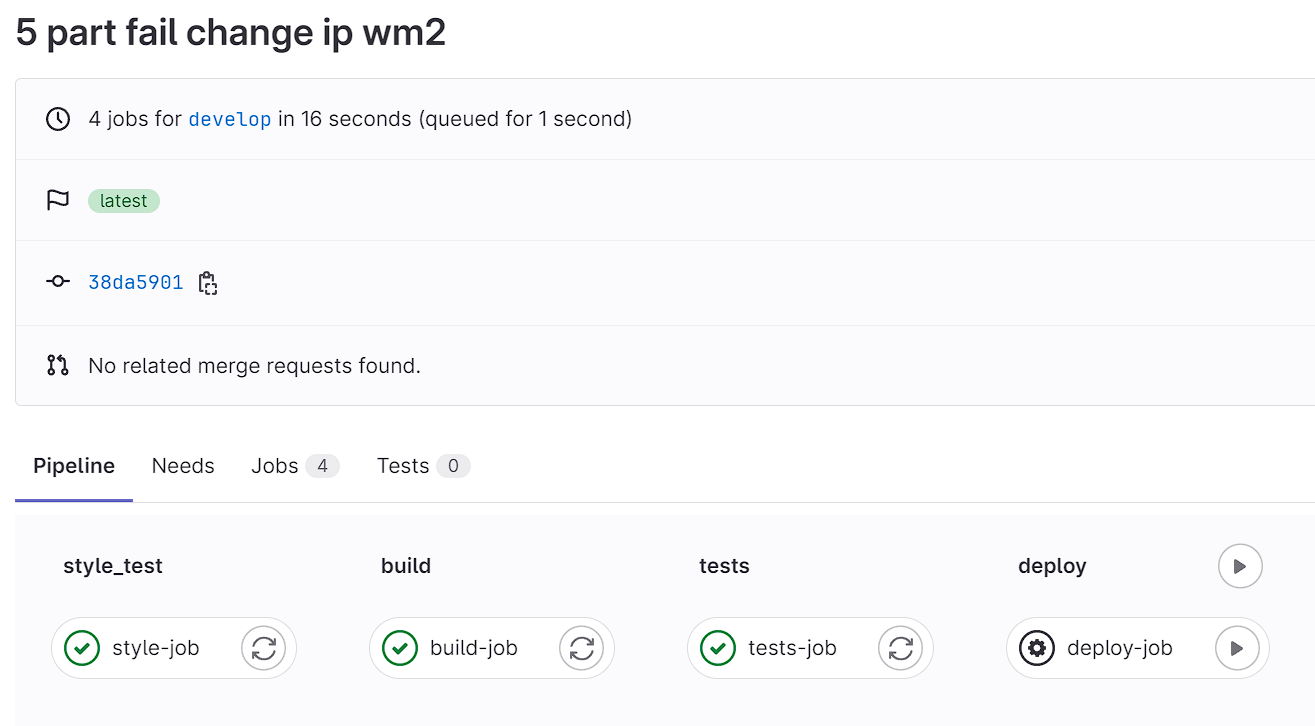 5 part fail change ip wm2
4 jobs for develop in 16 seconds (queued for 1 second)
latest
38da5901
No related merge requests found.
Pipeline Needs Jobs 4 Tests 0
style_test build tests deploy
style-job build-job tests-job deploy-job